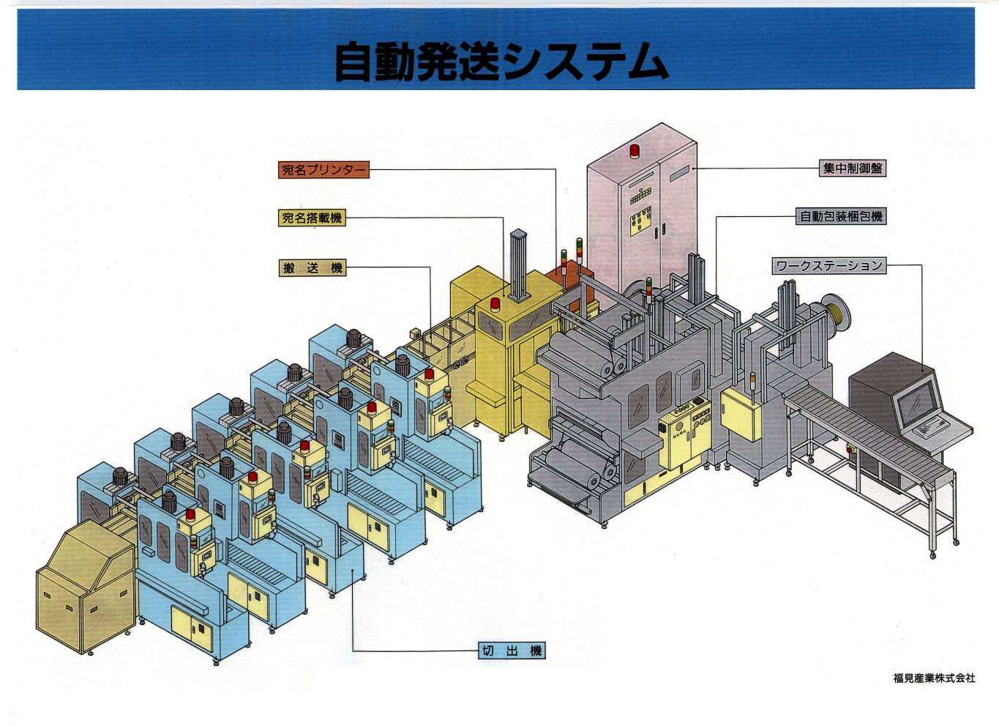 自動発送システム
宛名プリンター
集中制御盤
宛名搭載機
自動包装梱包機
搬送機
ワークステーション
切出機
福見産業株式会社